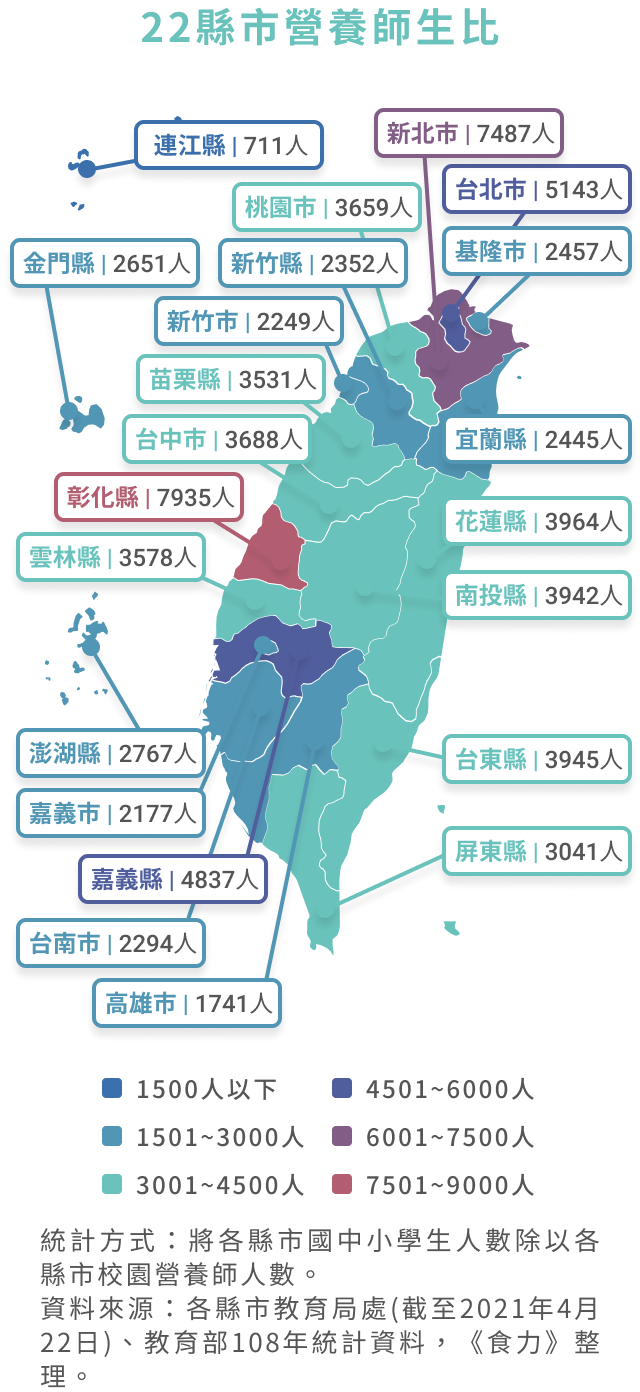 22縣市營養師生比
連江縣 | 711人
新北市 | 7487人
台北市 | 5143人
桃園市 | 3659人
基隆市 | 2457人
金門縣 | 2651人
新竹縣 | 2352人
新竹市 | 2249人
苗栗縣 | 3531人
台中市 | 3688人
宜蘭縣 | 2445人
彰化縣 | 7935人
花蓮縣 | 3964人
雲林縣 | 3578人
南投縣 | 3942人
澎湖縣 | 2767人
台東縣 | 3945人
嘉義市 | 2177人
屏東縣 | 3041人
嘉義縣 | 4837人
台南市 | 2294人
高雄市 | 1741人
1500人以下
4501~6000人
1501~3000人
6001~7500人
3001~4500人
7501~9000人
統計方式：將各縣市國中小學生人數除以各
縣市校園營養師人數。
資料來源：各縣市教育局處(截至2021年4月
22日)、教育部108年統計資料，《食力》整
理。